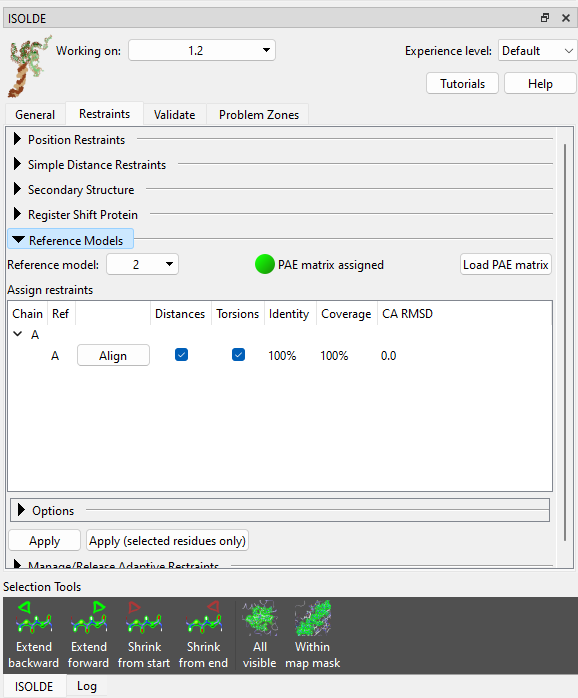 ISOLDE
Working on: 1.2 Experience level: Default
Tutorials Help
General Restraints Validate Problem Zones
Position Restraints
Simple Distance Restraints
Secondary Structure
Register Shift Protein
Reference Models
Reference model: 2 PAE matrix assigned Load PAE matrix
Assign restraints
Chain Ref Distances Torsions Identity Coverage CA RMSD
A
A Align 100% 100% 0.0
Options
Apply Apply (selected residues only)
Manage/Release Adaptive Restraints
Selection Tools
Extend backward
Extend forward
Shrink from start
Shrink from end
All visible
Within map mask
ISOLDE Log